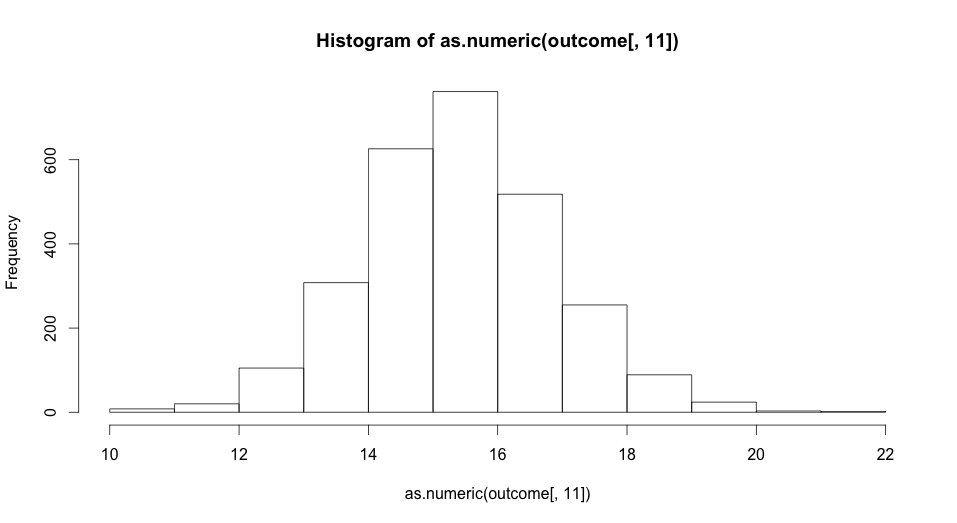 Histogram of as.numeric(outcome[, 11])
Frequency
600
400
200
0
10 12 14 16 18 20 22
as.numeric(outcome[, 11])